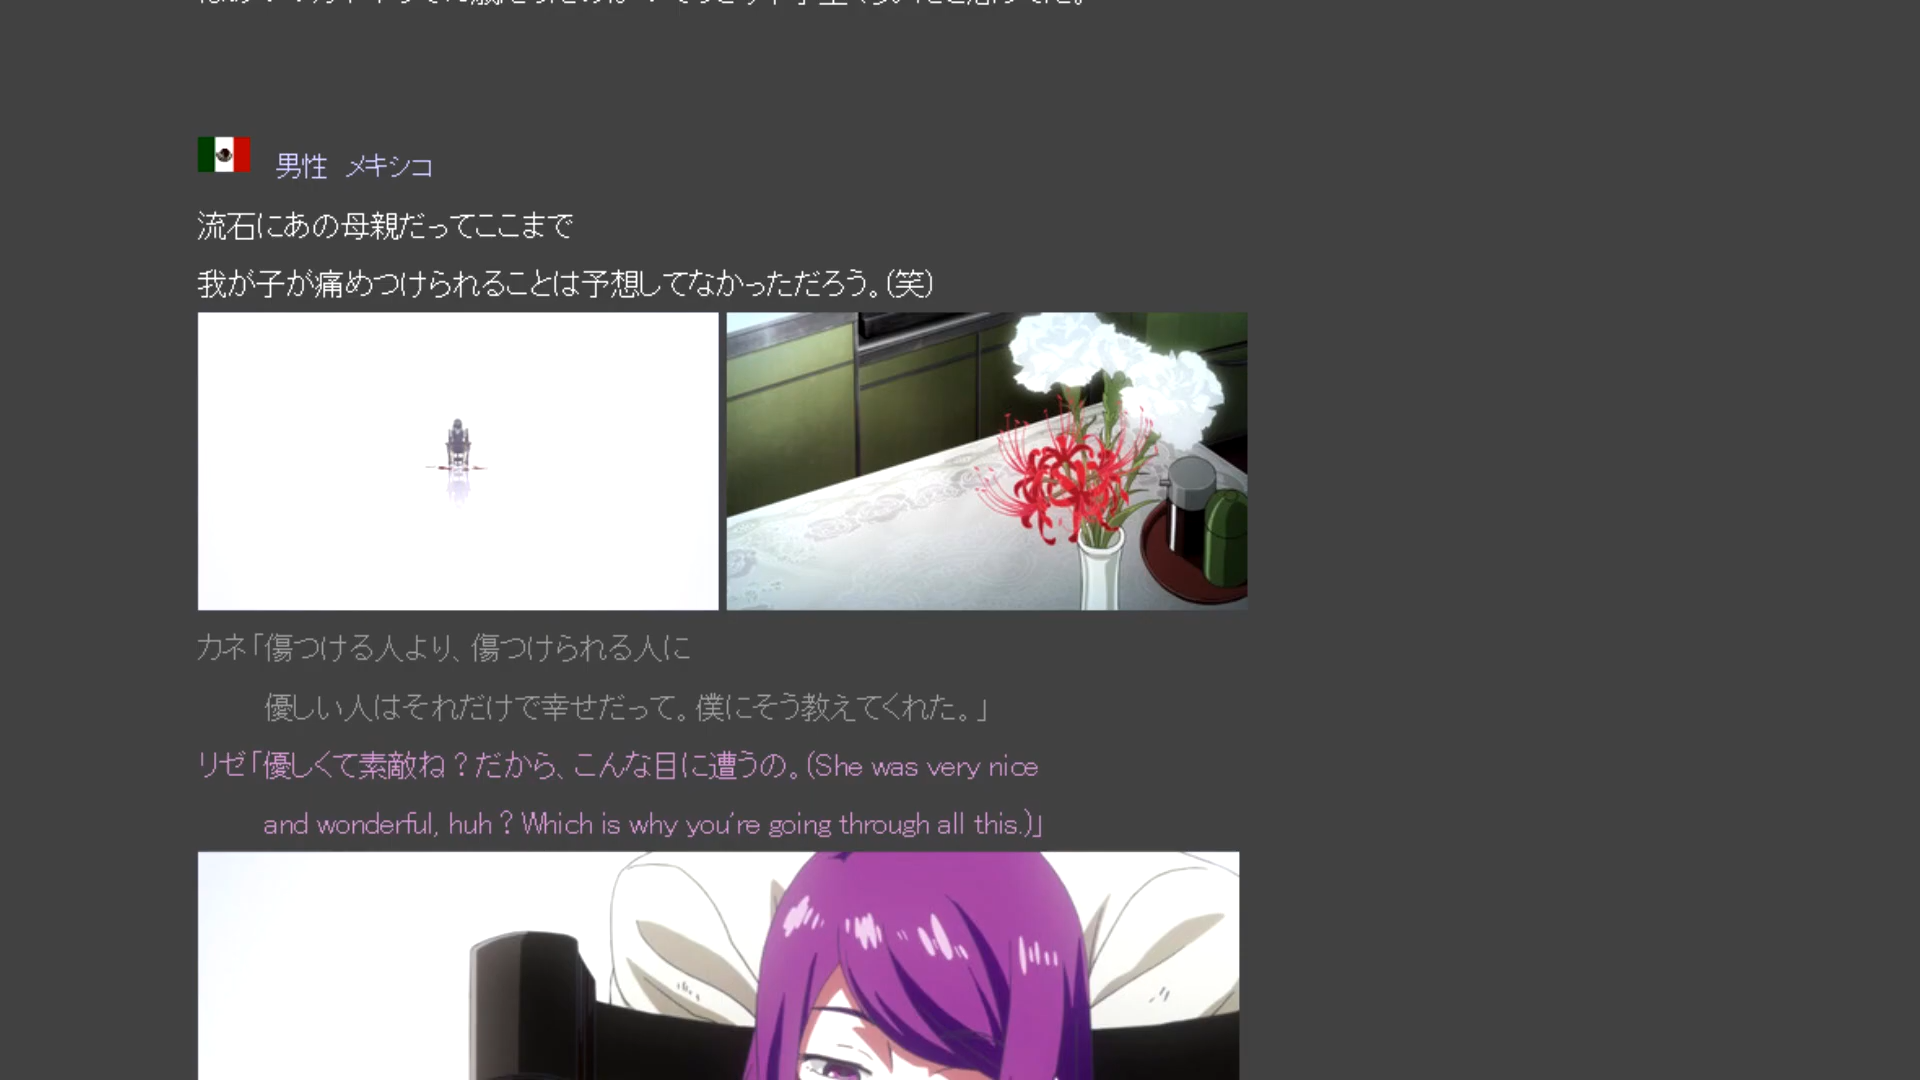 男性 メキシコ
流石にあの母親だってここまで
我が子が痛めつけられることは予想してなかっただろう。(笑)
カネ「傷つける人より、傷つけられる人に
優しい人はそれだけで幸せだって。僕にそう教えてくれた。」
リゼ「優しくて素敵ね？だから、こんな目に遭うの。(She was very nice
and wonderful, huh？Which is why you're going through all this.)」